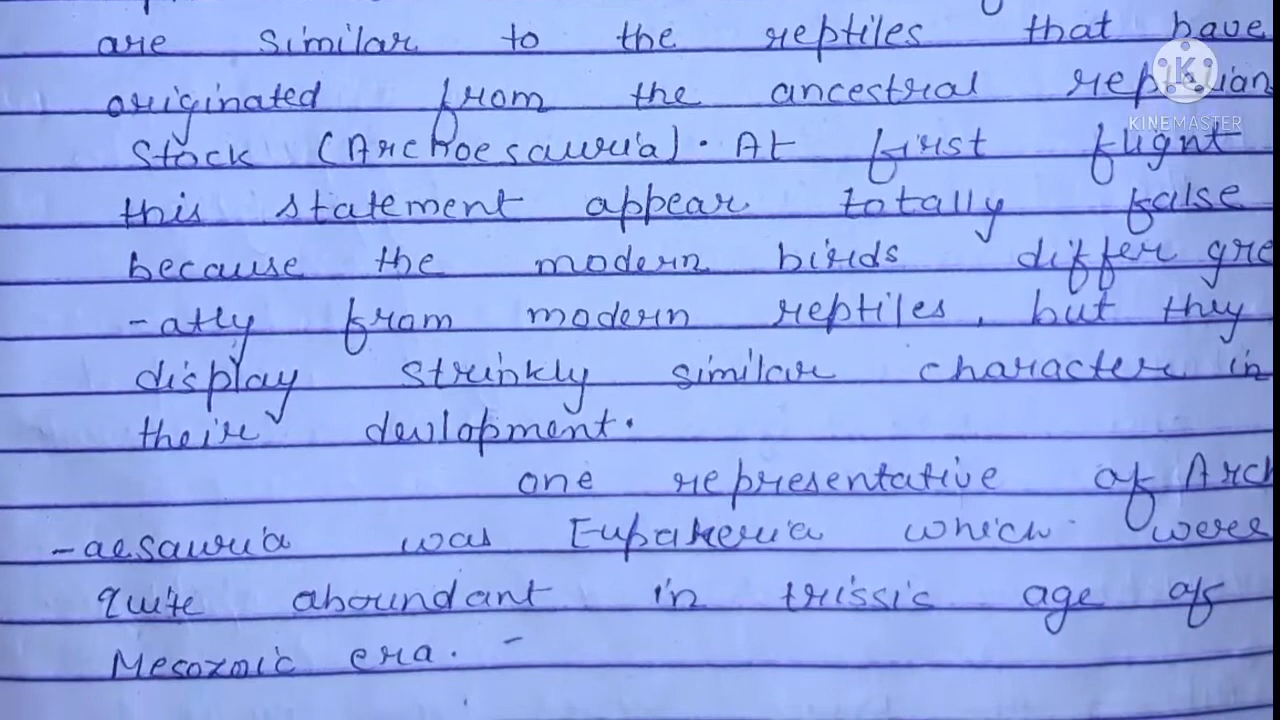 are similar to the reptiles that have
originated from the ancestral reptilian
Stock (Archoesauria). At first flight
this statement appear totally false
because the modern birds differ gre
-atly from modern reptiles, but they
display strinkly similar character in
their devlopment.
one representative of Arch
-aesauria was Eupakeria which were
quite aboundant in trissic age of
Mesozoic era. -
KINEMASTER